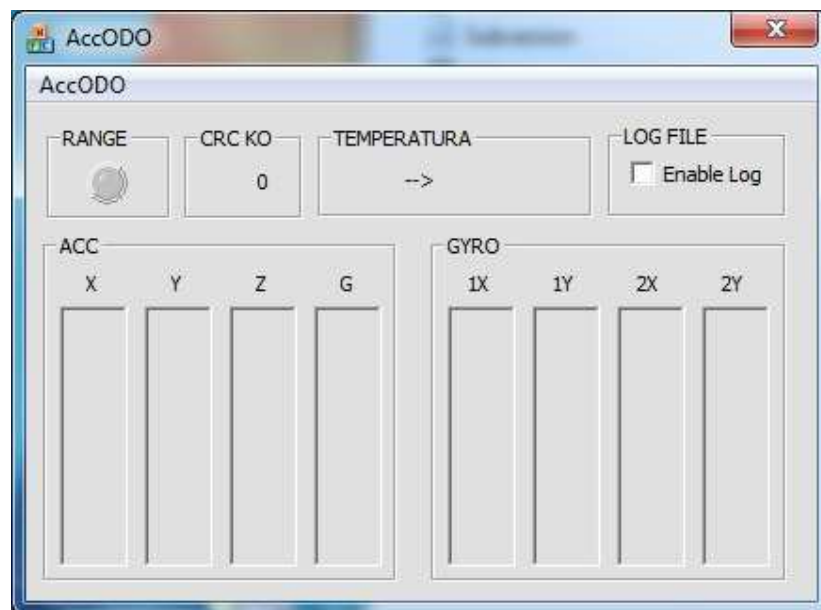 AccODO
AccODO
RANGE
CRC KO
0
TEMPERATURA
-->
LOG FILE
Enable Log
ACC
X Y Z G
GYRO
1X 1Y 2X 2Y